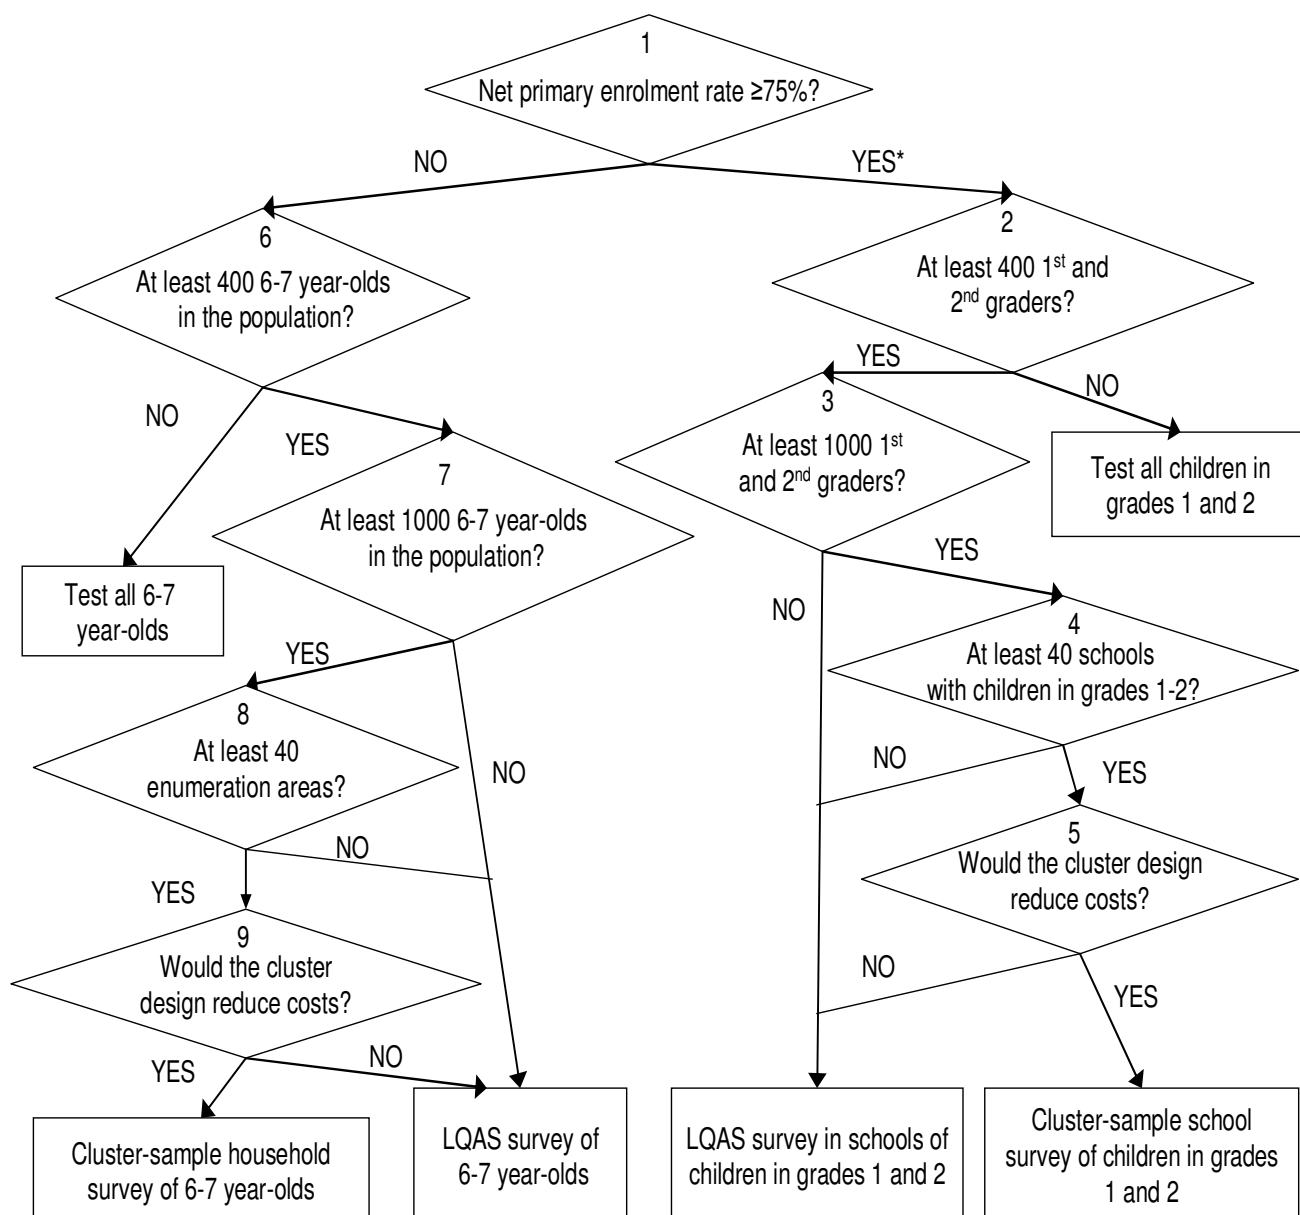 1
Net primary enrolment rate ≥75%?
NO
YES*
6
At least 400 6-7 year-olds
in the population?
2
At least 400 1st and
2nd graders?
YES
NO
3
At least 1000 1st
and 2nd graders?
Test all children in
grades 1 and 2
NO
YES
7
At least 1000 6-7 year-olds
in the population?
Test all 6-7
year-olds
YES
NO
YES
NO
4
At least 40 schools
with children in grades 1-2?
8
At least 40
enumeration areas?
NO
YES
5
Would the cluster design
reduce costs?
NO
YES
9
Would the cluster
design reduce costs?
NO
YES
YES
NO
Cluster-sample household
survey of 6-7 year-olds
LQAS survey of
6-7 year-olds
LQAS survey in schools of
children in grades 1 and 2
Cluster-sample school
survey of children in grades
1 and 2